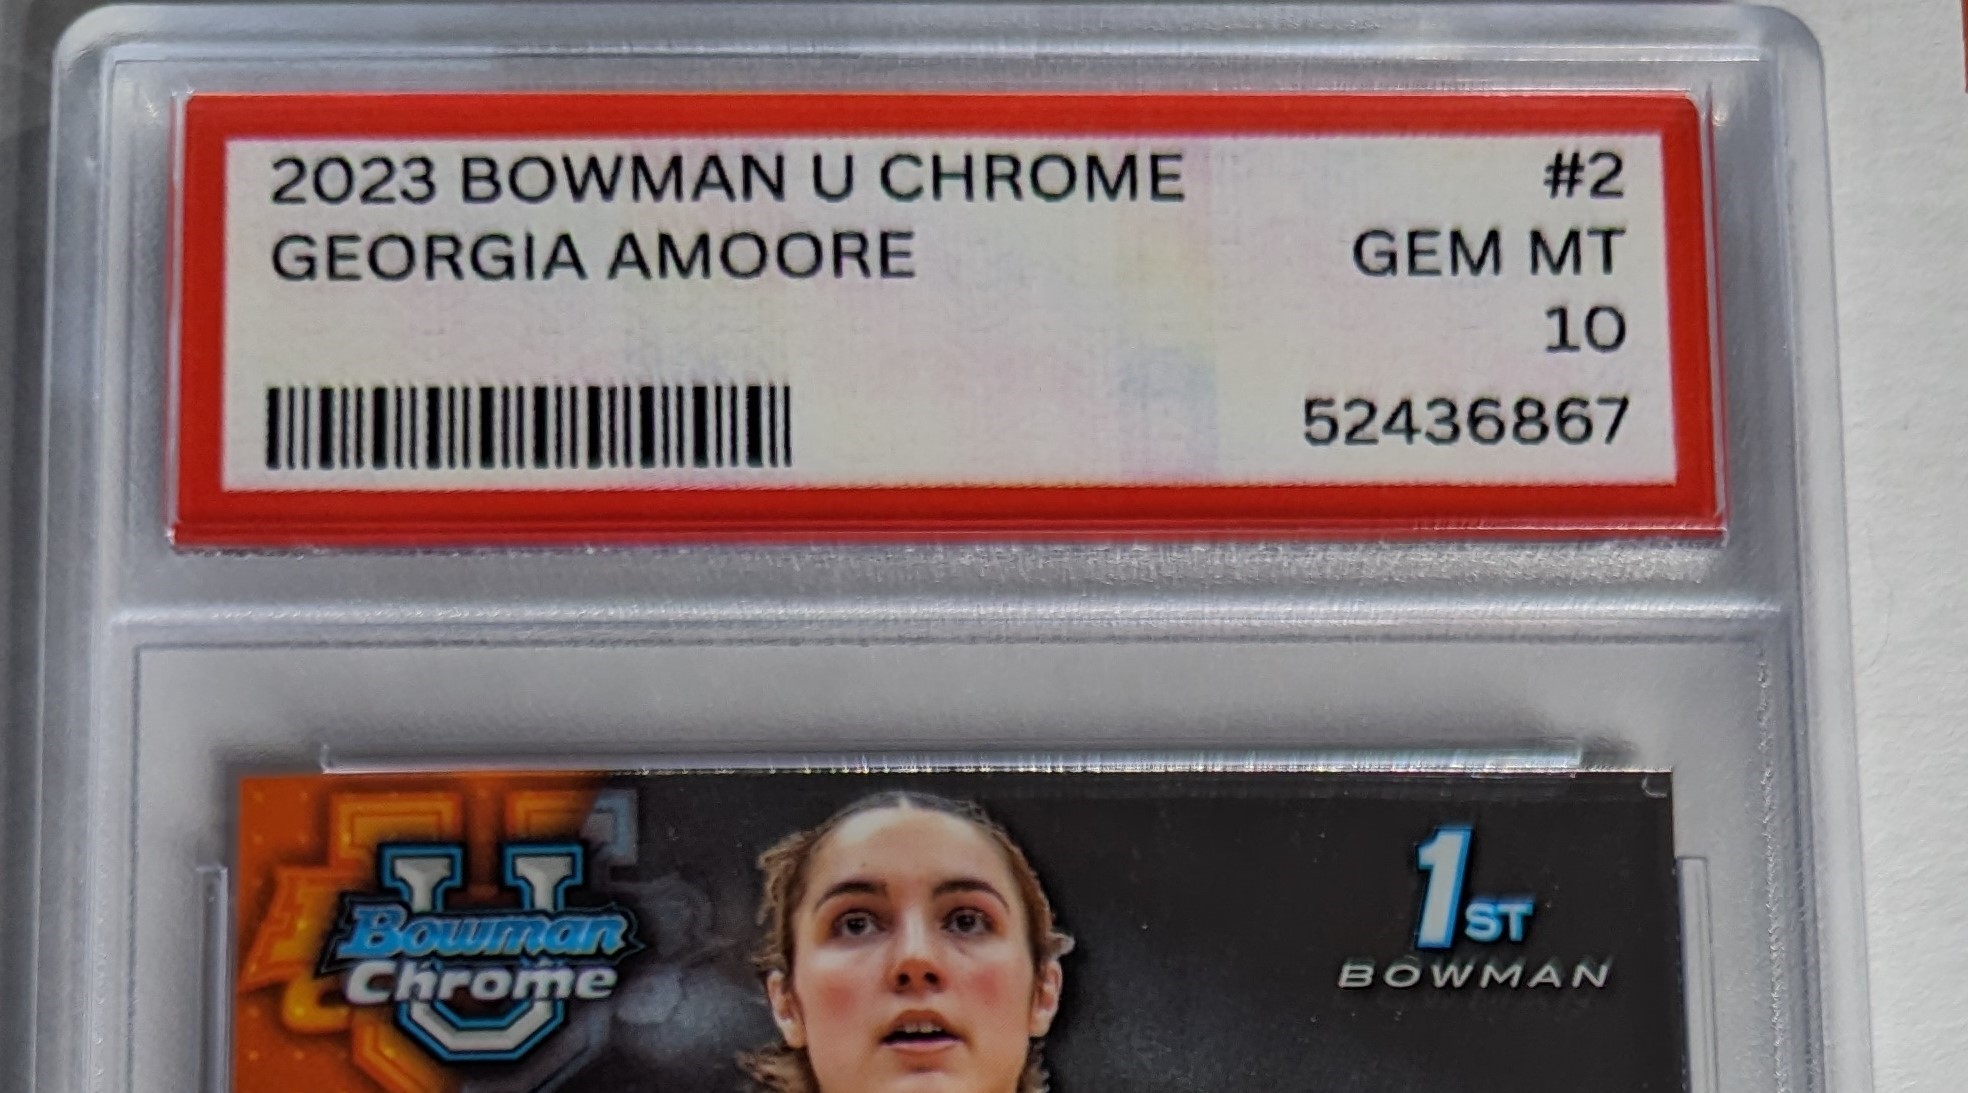 2023 BOWMAN U CHROME #2
GEORGIA AMOORE GEM MT
10
52436867
U
Bowman
Chrome
1ST
BOWMAN